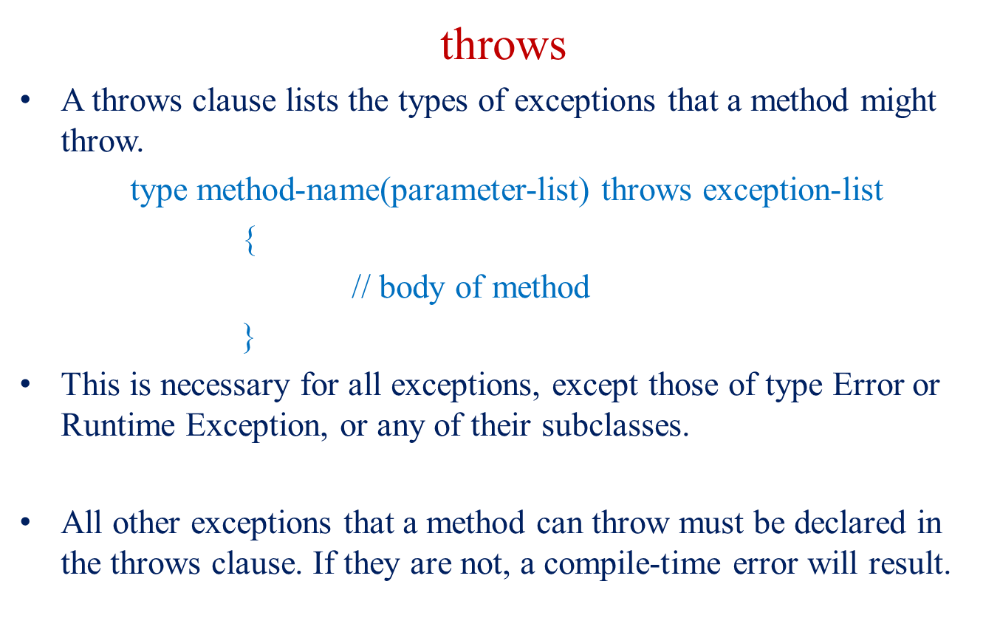 throws
• A throws clause lists the types of exceptions that a method might
throw.
type method-name(parameter-list) throws exception-list
{
// body of method
}
• This is necessary for all exceptions, except those of type Error or
Runtime Exception, or any of their subclasses.
• All other exceptions that a method can throw must be declared in
the throws clause. If they are not, a compile-time error will result.